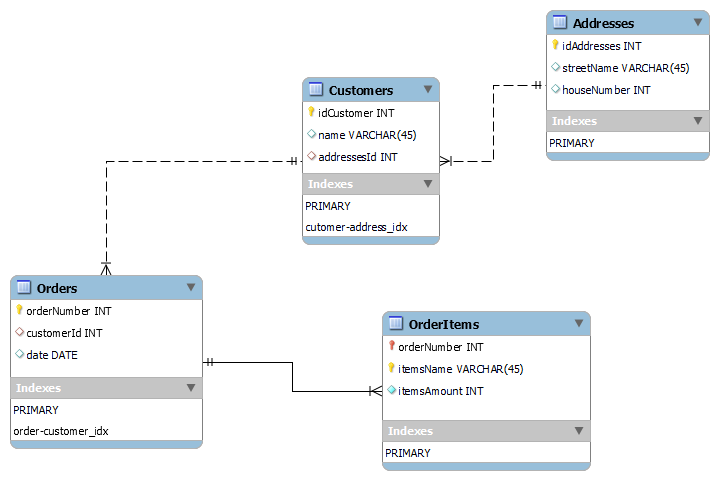 Addresses
idAddresses INT
streetName VARCHAR(45)
houseNumber INT
Indexes
PRIMARY
Customers
idCustomer INT
name VARCHAR(45)
addressesId INT
Indexes
PRIMARY
cutomer-address_idx
Orders
orderNumber INT
customerId INT
date DATE
Indexes
PRIMARY
order-customer_idx
OrderItems
orderNumber INT
itemsName VARCHAR(45)
itemsAmount INT
Indexes
PRIMARY